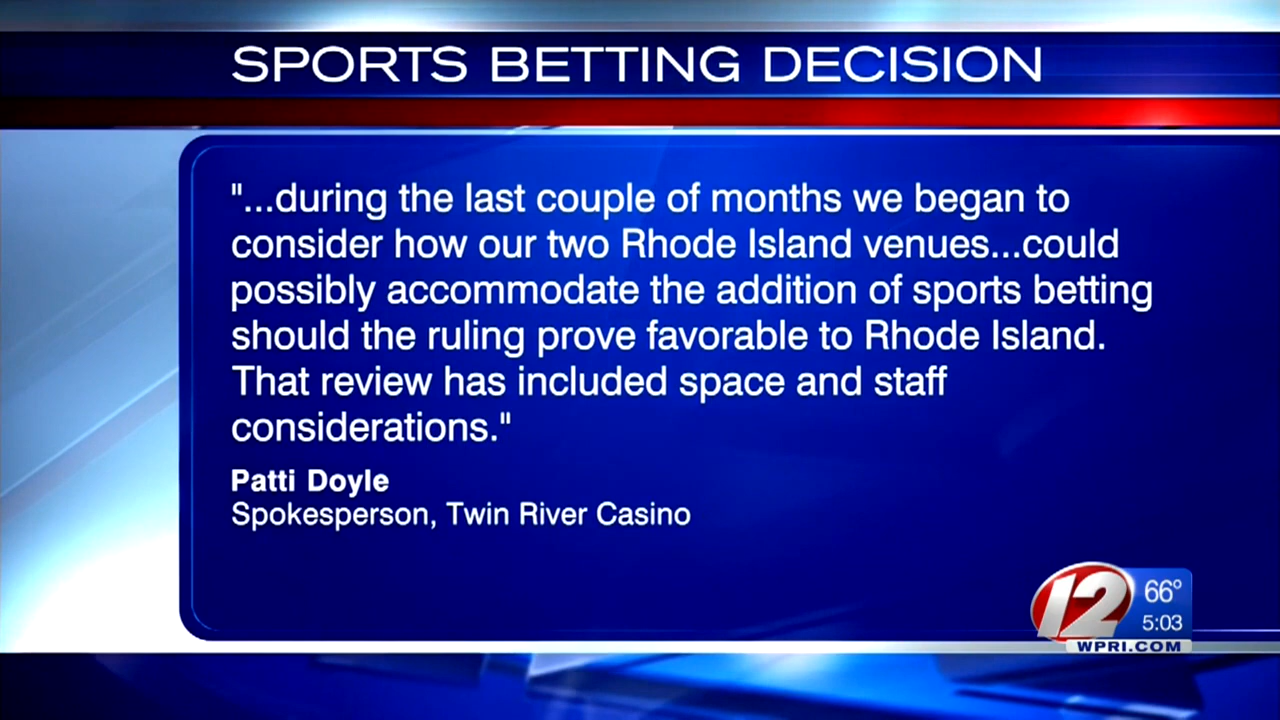 SPORTS BETTING DECISION
"...during the last couple of months we began to
consider how our two Rhode Island venues...could
possibly accommodate the addition of sports betting
should the ruling prove favorable to Rhode Island.
That review has included space and staff
considerations."
Patti Doyle
Spokesperson, Twin River Casino
12
66°
5:03
WPRI.COM